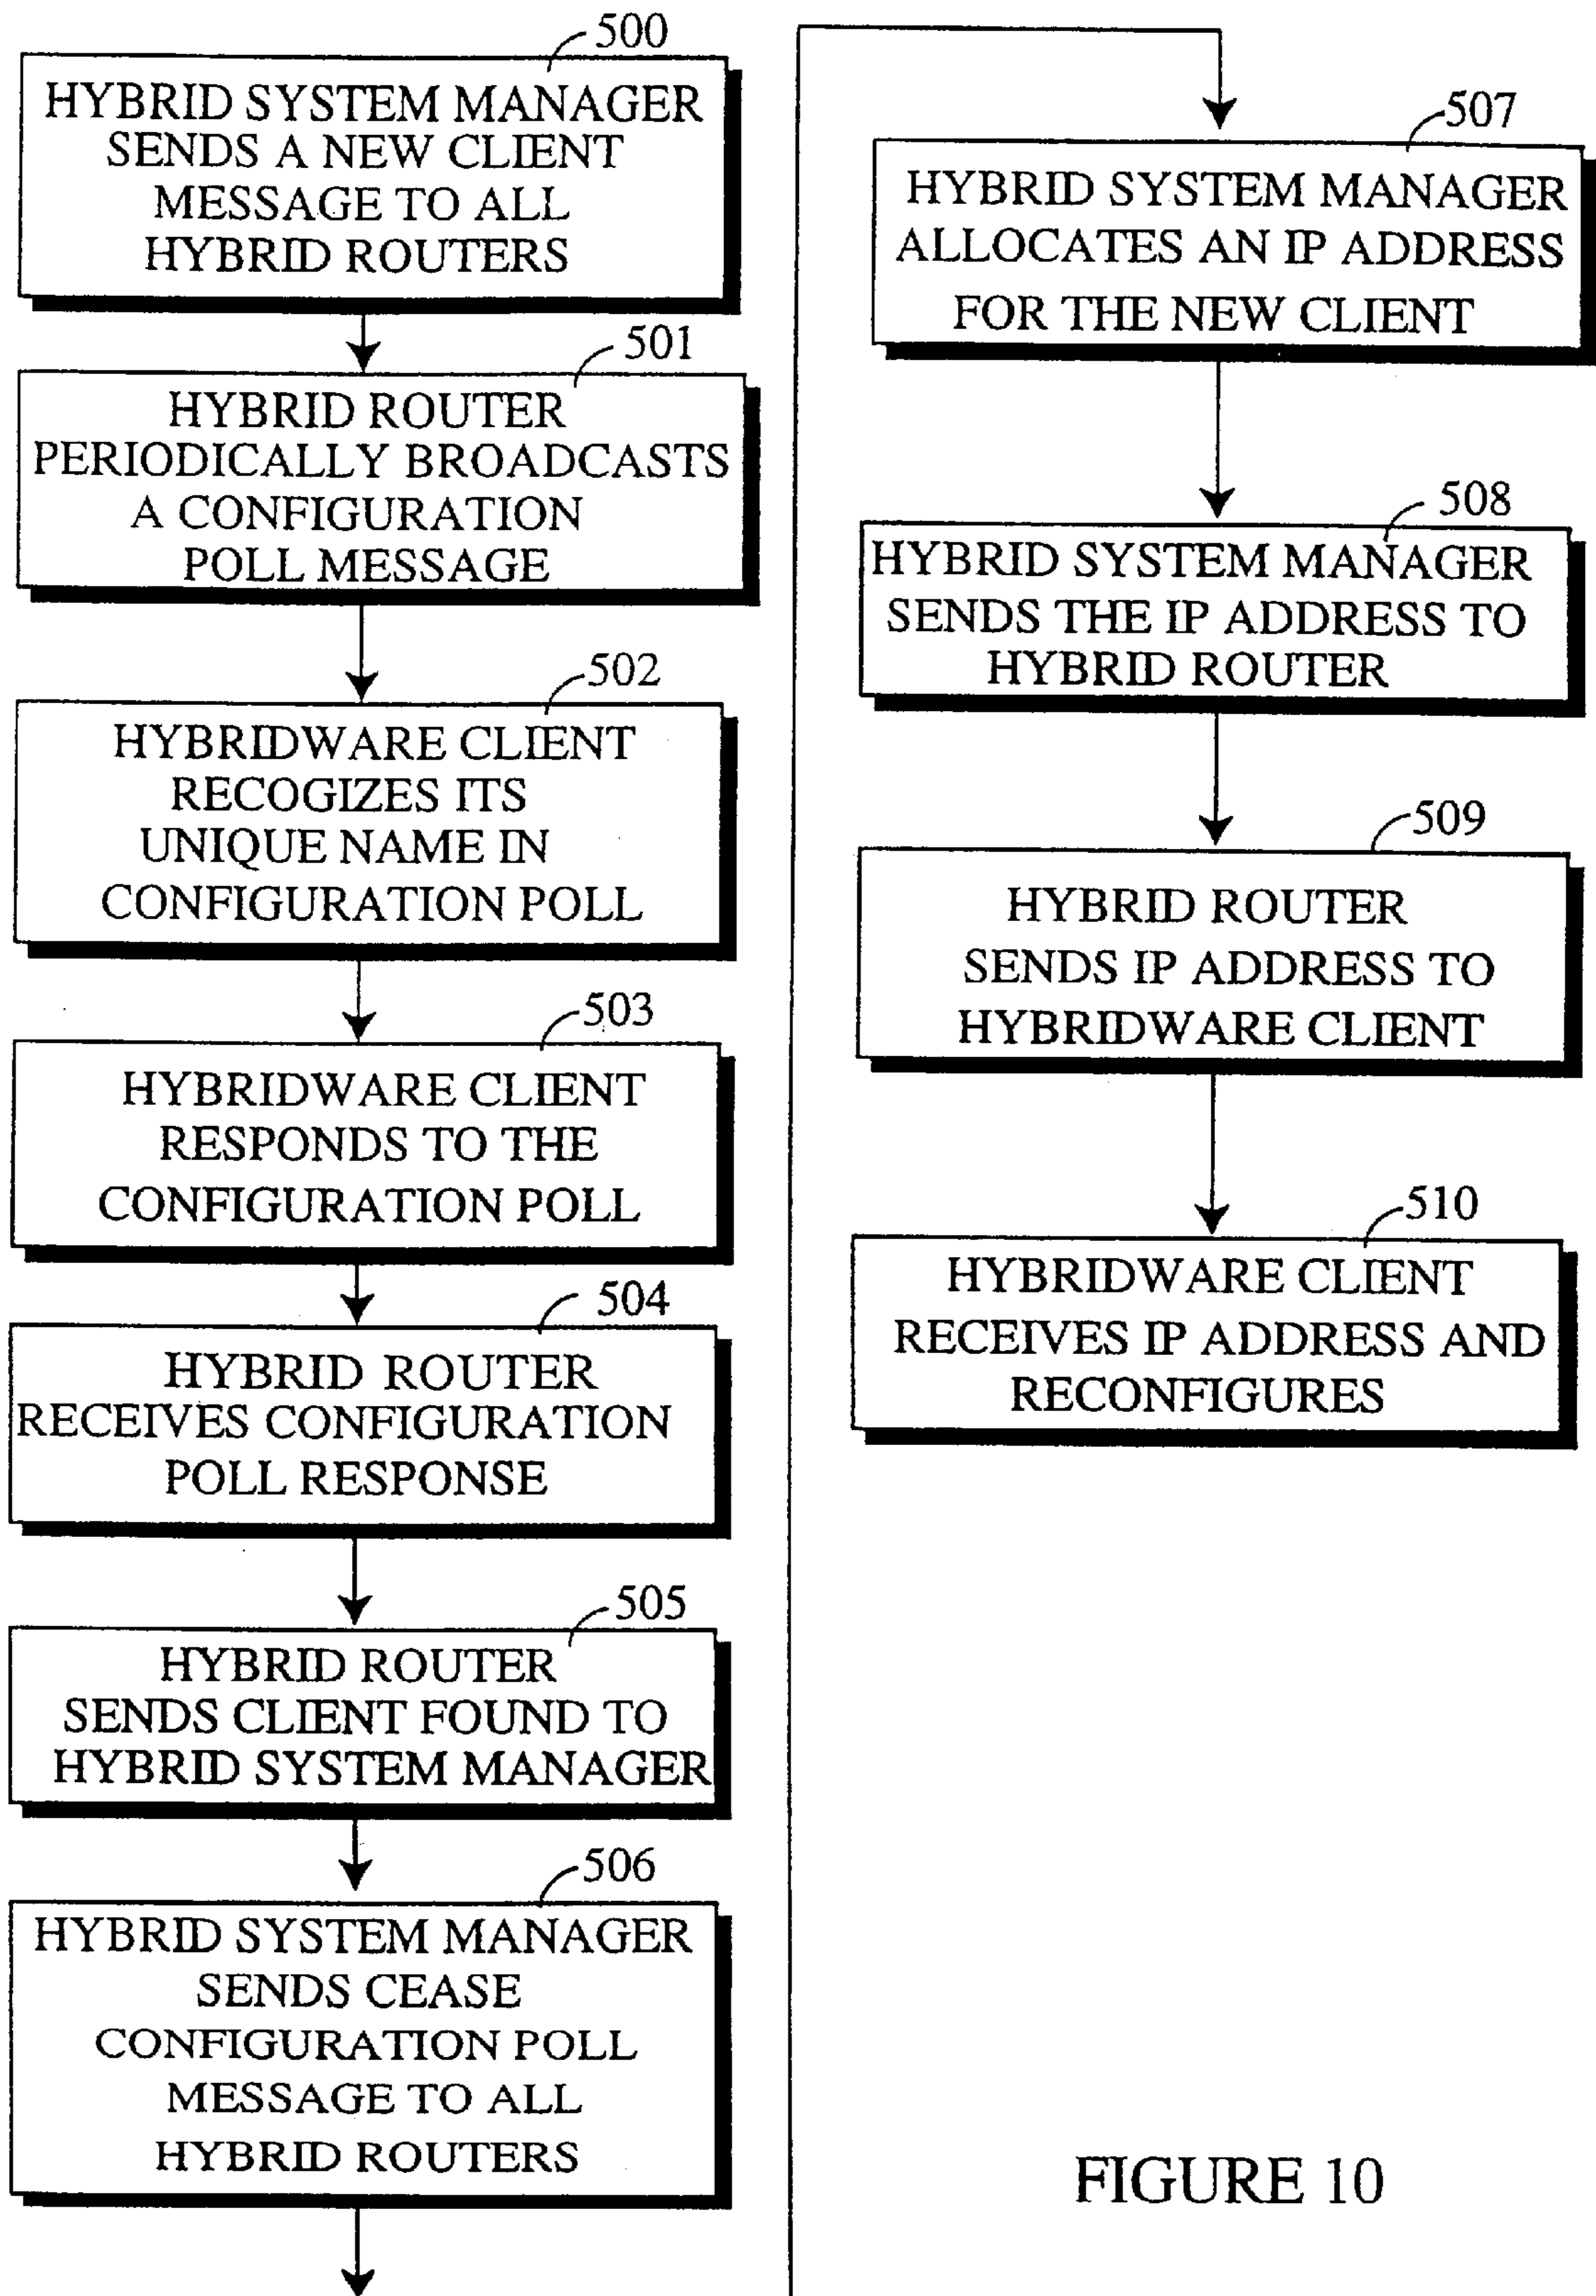 500
HYBRID SYSTEM MANAGER
SENDS A NEW CLIENT
MESSAGE TO ALL
HYBRID ROUTERS
501
HYBRID ROUTER
PERIODICALLY BROADCASTS
A CONFIGURATION
POLL MESSAGE
502
HYBRIDWARE CLIENT
RECOGIZES ITS
UNIQUE NAME IN
CONFIGURATION POLL
503
HYBRIDWARE CLIENT
RESPONDS TO THE
CONFIGURATION POLL
504
HYBRID ROUTER
RECEIVES CONFIGURATION
POLL RESPONSE
505
HYBRID ROUTER
SENDS CLIENT FOUND TO
HYBRID SYSTEM MANAGER
506
HYBRID SYSTEM MANAGER
SENDS CEASE
CONFIGURATION POLL
MESSAGE TO ALL
HYBRID ROUTERS
507
HYBRID SYSTEM MANAGER
ALLOCATES AN IP ADDRESS
FOR THE NEW CLIENT
508
HYBRID SYSTEM MANAGER
SENDS THE IP ADDRESS TO
HYBRID ROUTER
509
HYBRID ROUTER
SENDS IP ADDRESS TO
HYBRIDWARE CLIENT
510
HYBRIDWARE CLIENT
RECEIVES IP ADDRESS AND
RECONFIGURES
FIGURE 10